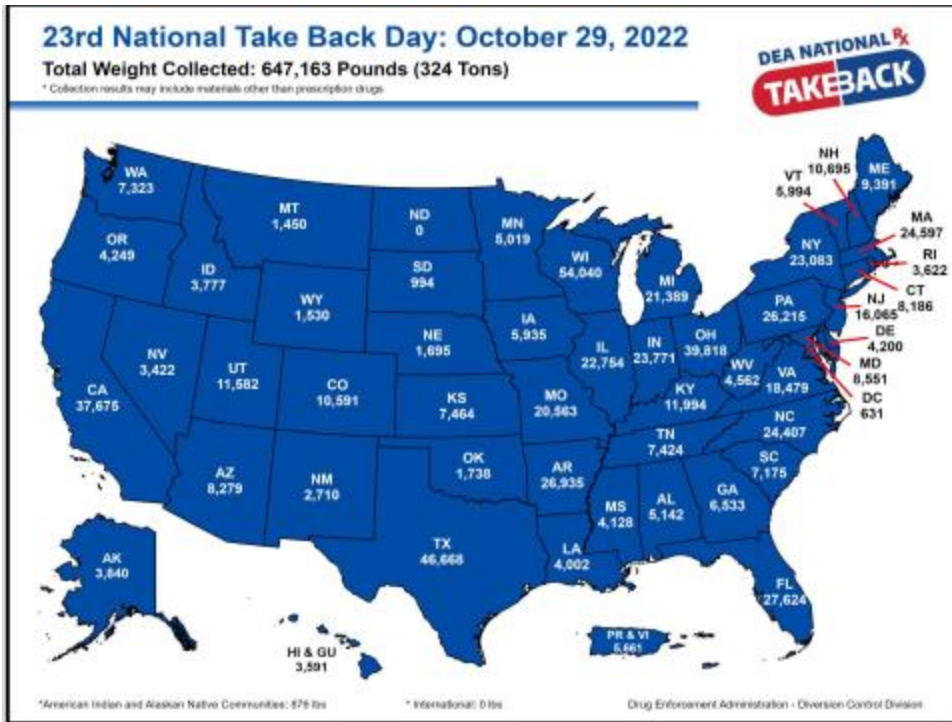 23rd National Take Back Day: October 29, 2022
Total Weight Collected: 647,163 Pounds (324 Tons)
* Collection results may include materials other than prescription drugs
DEA NATIONAL Rx
TAKEBACK
WA
7,323
OR
4,249
CA
37,675
NV
3,422
ID
3,777
MT
1,450
WY
1,530
UT
11,582
AZ
8,279
CO
10,591
NM
2,710
ND
0
SD
994
NE
1,695
KS
7,464
OK
1,738
TX
46,668
MN
5,019
IA
5,935
MO
20,563
AR
26,935
LA
4,002
WI
54,040
IL
22,754
MI
21,389
IN
23,771
OH
39,818
KY
11,994
TN
7,424
MS
4,128
AL
5,142
GA
6,533
FL
27,624
SC
7,175
NC
24,407
VA
18,479
WV
4,562
PA
26,215
NY
23,083
VT
5,994
NH
10,695
ME
9,391
MA
24,597
RI
3,622
CT
8,186
NJ
16,065
DE
4,200
MD
8,551
DC
631
AK
3,840
HI & GU
3,591
PR & VI
5,661
*American Indian and Alaskan Native Communities: 879 lbs
* International: 0 lbs
Drug Enforcement Administration - Diversion Control Division